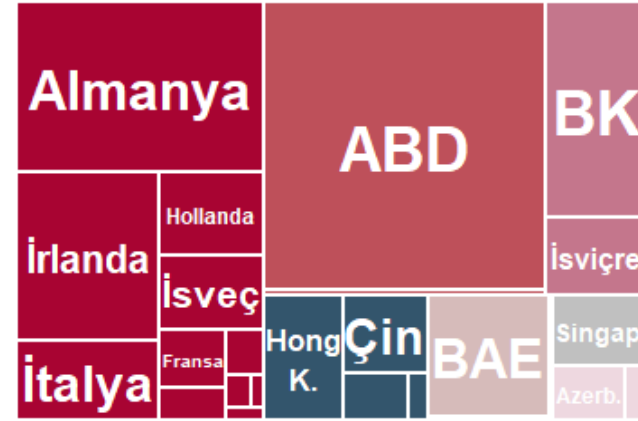 Almanya
ABD
BK
İrlanda
Hollanda
İsveç
İsviçre
İtalya
Fransa
Hong
K.
Çin
BAE
Singap
Azerb.